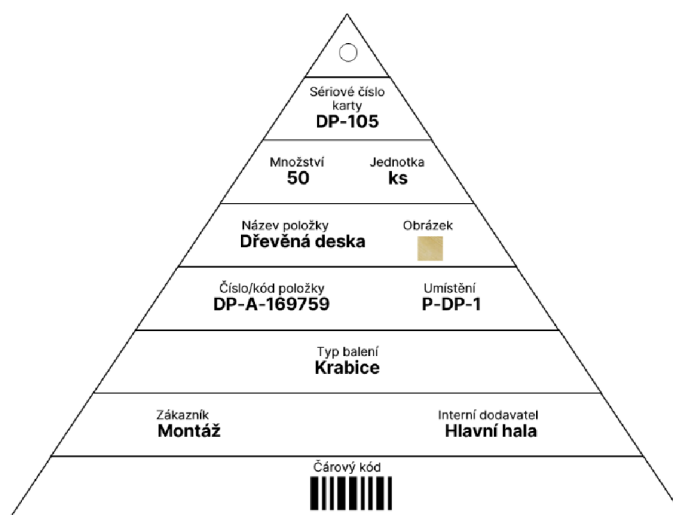 Sériové číslo
karty
DP-105
Množství Jednotka
50 ks
Název položky Obrázek
Dřevěná deska
Číslo/kód položky Umístění
DP-A-169759 P-DP-1
Typ balení
Krabice
Zákazník Interní dodavatel
Montáž Hlavní hala
Čárový kód